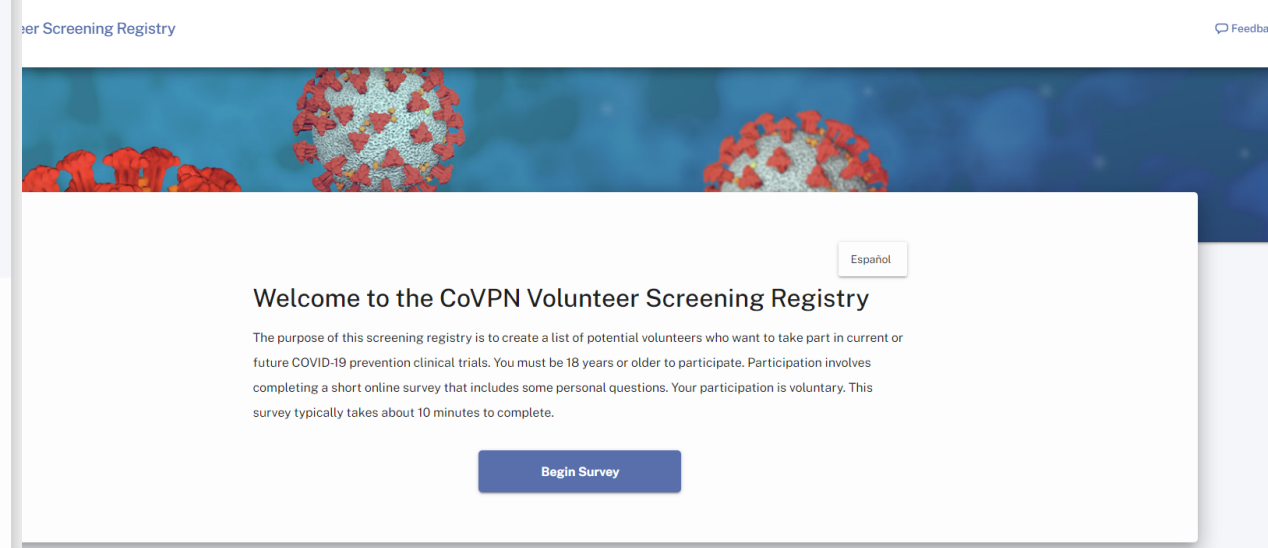 eer Screening Registry
Feedba
Español
Welcome to the CoVPN Volunteer Screening Registry
The purpose of this screening registry is to create a list of potential volunteers who want to take part in current or
future COVID-19 prevention clinical trials. You must be 18 years or older to participate. Participation involves
completing a short online survey that includes some personal questions. Your participation is voluntary. This
survey typically takes about 10 minutes to complete.
Begin Survey